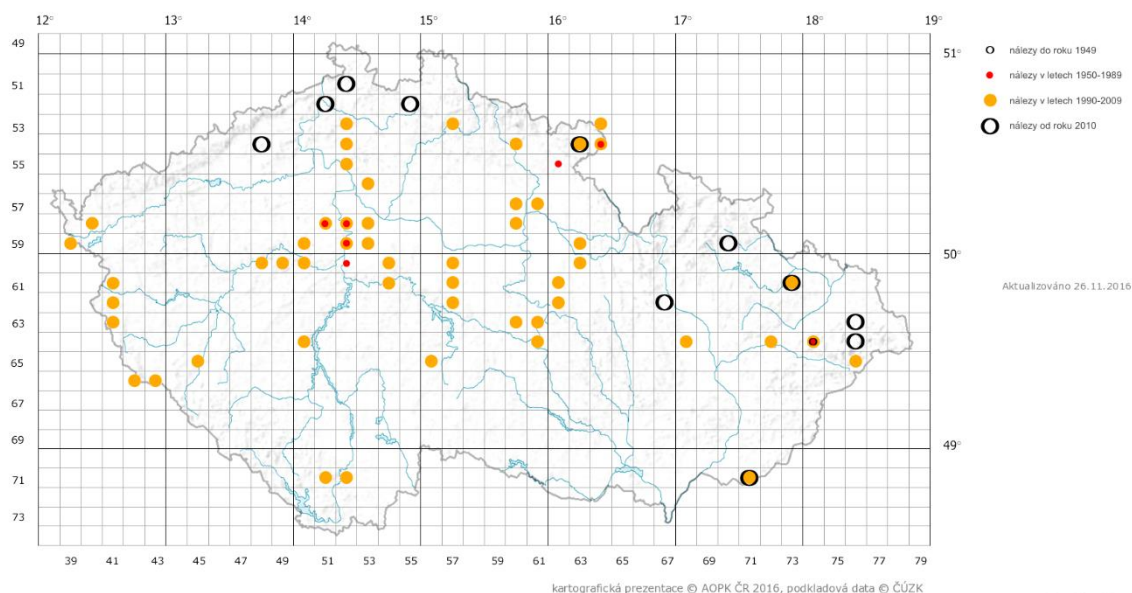 12° 13° 14° 15° 16° 17° 18° 19°
49
51°
51
53
55
57
59
50°
61
63
65
67
69
49°
71
73
39 41 43 45 47 49 51 53 55 57 59 61 63 65 67 69 71 73 75 77 79
nálezy do roku 1949
nálezy v letech 1950-1989
nálezy v letech 1990-2009
nálezy od roku 2010
Aktualizováno 26.11.2016
kartografická prezentace © AOPK ČR 2016, podkladová data © ČÚZK